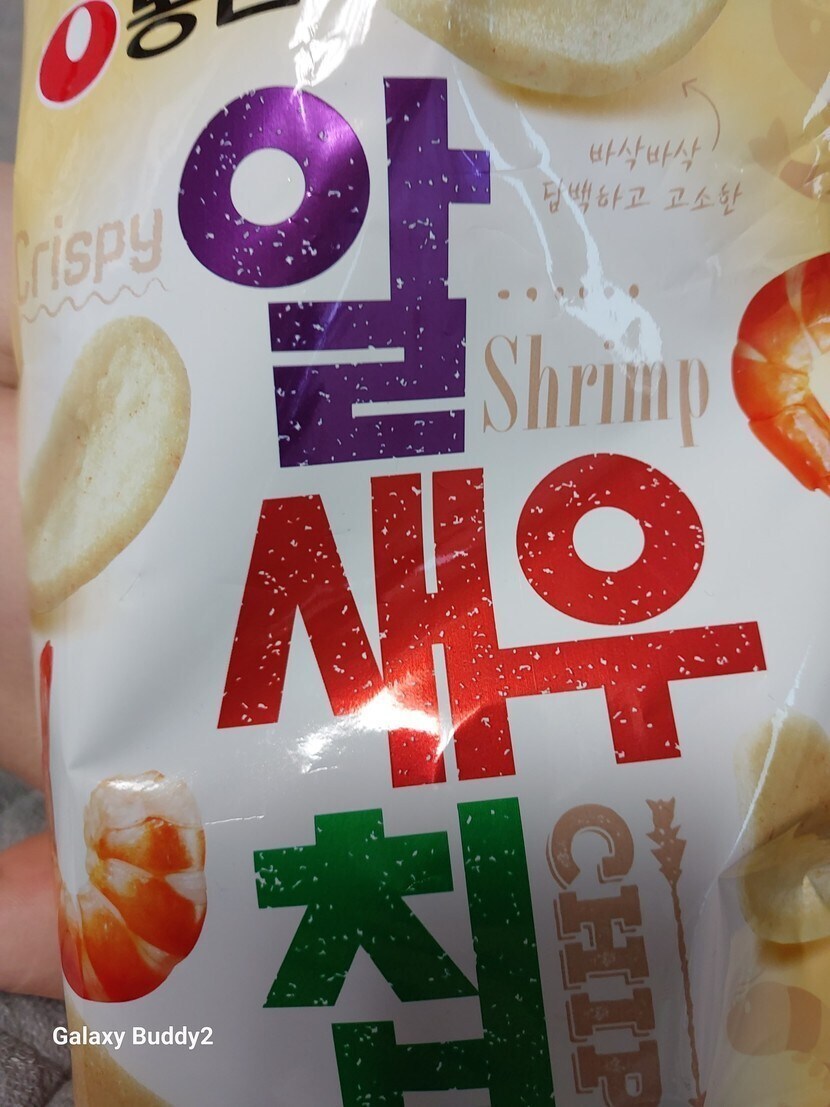 바삭바삭
담백하고 고소한
Crispy
알
Shrimp
새우
칩
CHIP
Galaxy Buddy2